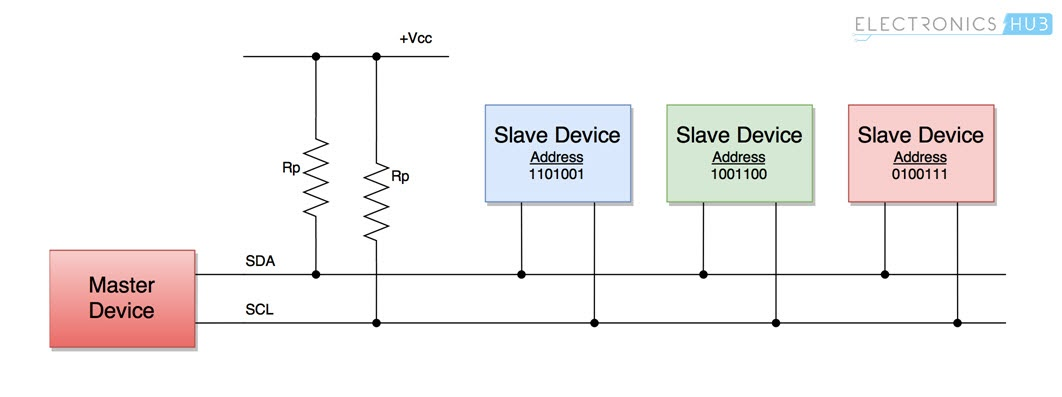 ELECTRONICS HUB
+Vcc
Slave Device
Address
1101001
Slave Device
Address
1001100
Slave Device
Address
0100111
Rp
Rp
SDA
Master
Device
SCL